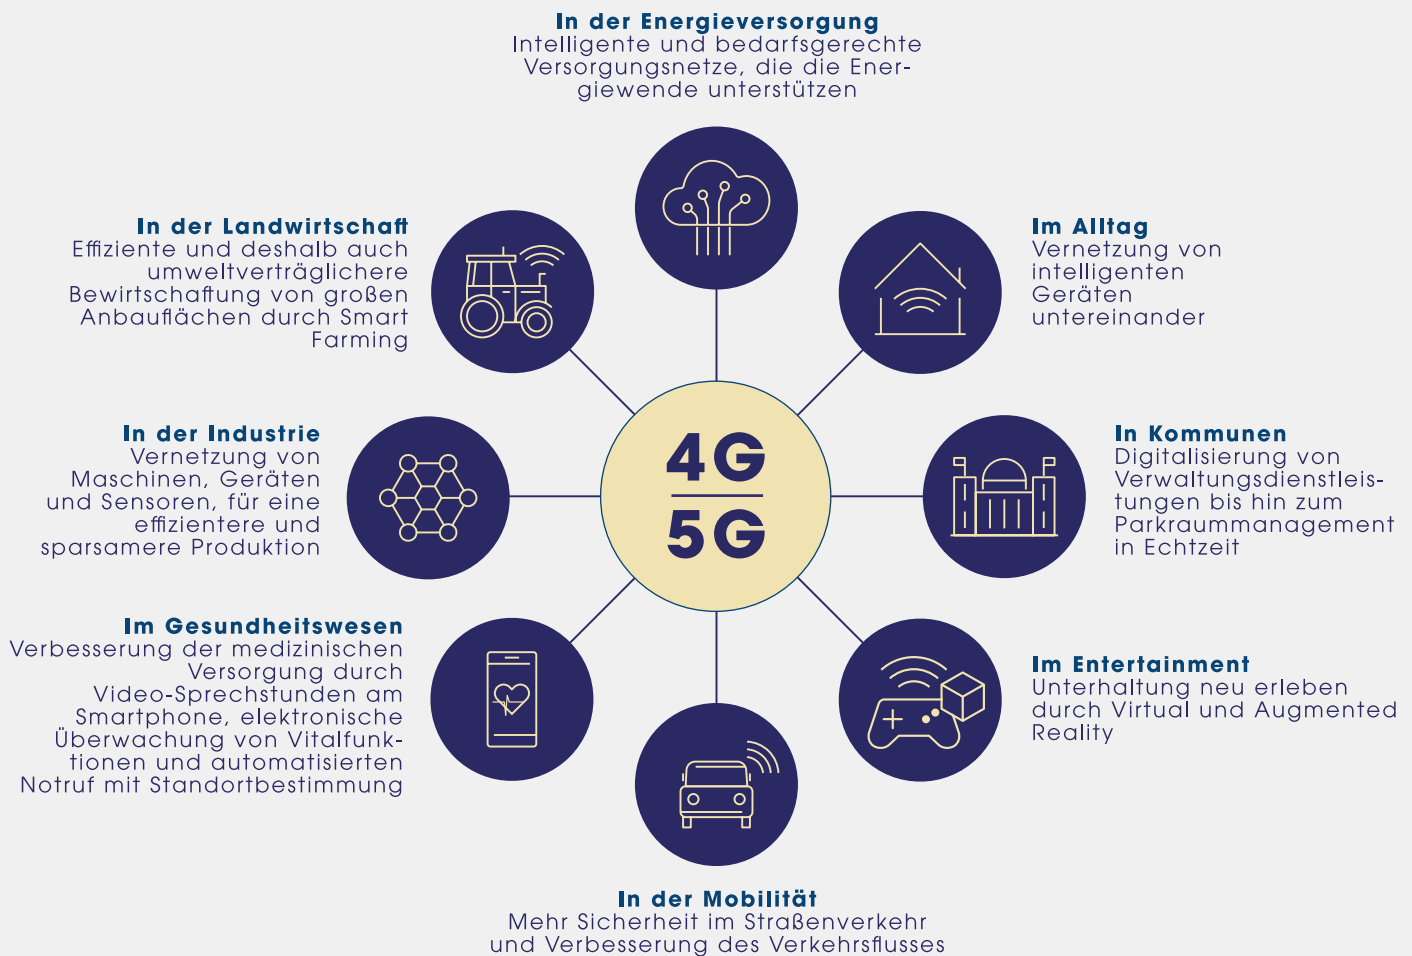 In der Energieversorgung
Intelligente und bedarfsgerechte
Versorgungsnetze, die die Ener-
giewende unterstützen
In der Landwirtschaft
Effiziente und deshalb auch
umweltverträglichere
Bewirtschaftung von großen
Anbauflächen durch Smart
Farming
Im Alltag
Vernetzung von
intelligenten
Geräten
untereinander
In der Industrie
Vernetzung von
Maschinen, Geräten
und Sensoren, für eine
effizientere und
sparsamere Produktion
4G
5G
In Kommunen
Digitalisierung von
Verwaltungsdienstleis-
tungen bis hin zum
Parkraummanagement
in Echtzeit
Im Gesundheitswesen
Verbesserung der medizinischen
Versorgung durch
Video-Sprechstunden am
Smartphone, elektronische
Überwachung von Vitalfunk-
tionen und automatisierten
Notruf mit Standortbestimmung
Im Entertainment
Unterhaltung neu erleben
durch Virtual und Augmented
Reality
In der Mobilität
Mehr Sicherheit im Straßenverkehr
und Verbesserung des Verkehrsflusses